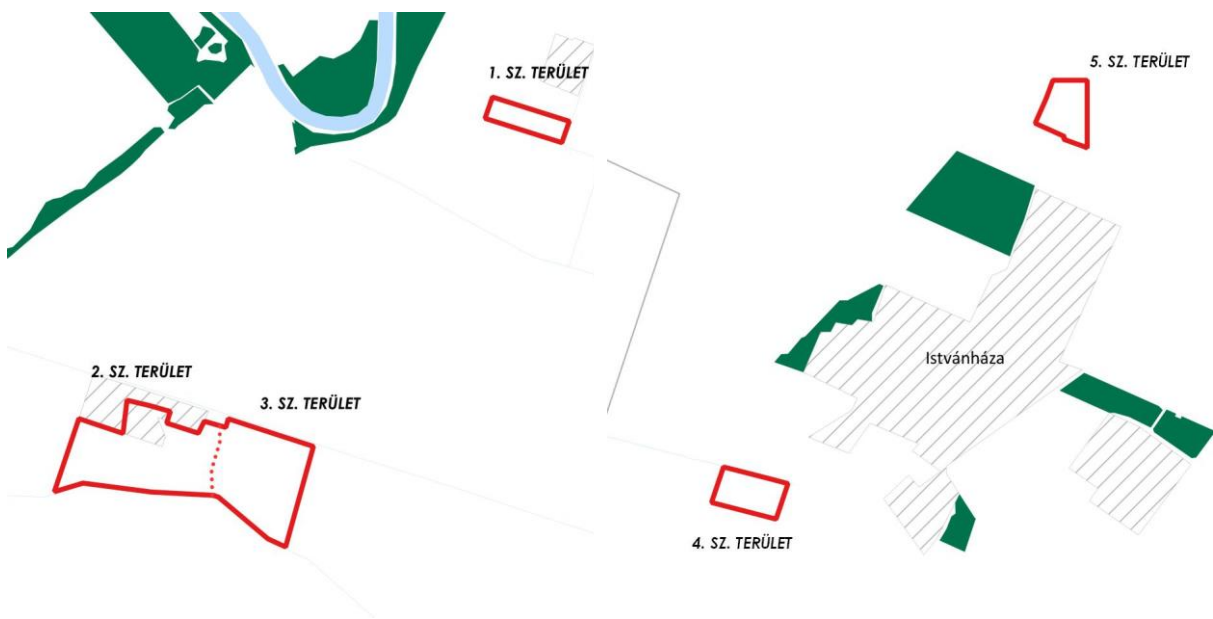 1. SZ. TERÜLET
2. SZ. TERÜLET
3. SZ. TERÜLET
5. SZ. TERÜLET
Istvánháza
4. SZ. TERÜLET